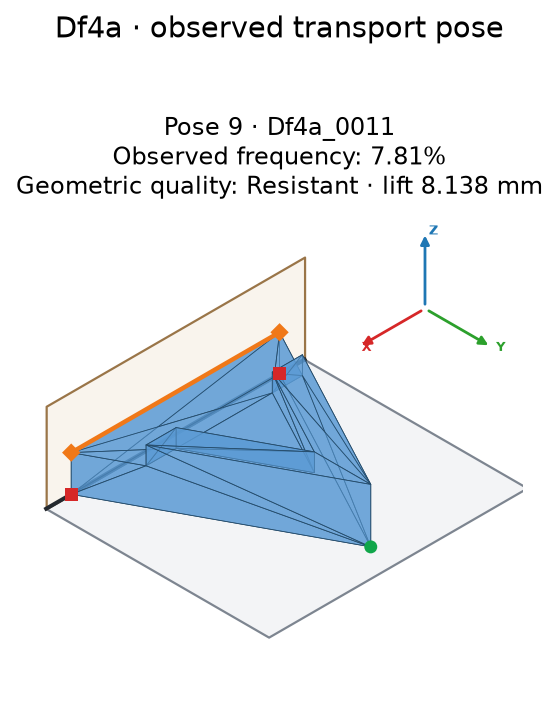 Df4a · observed transport pose
Pose 9 · Df4a_0011
Observed frequency: 7.81%
Geometric quality: Resistant · lift 8.138 mm
Z
X
Y